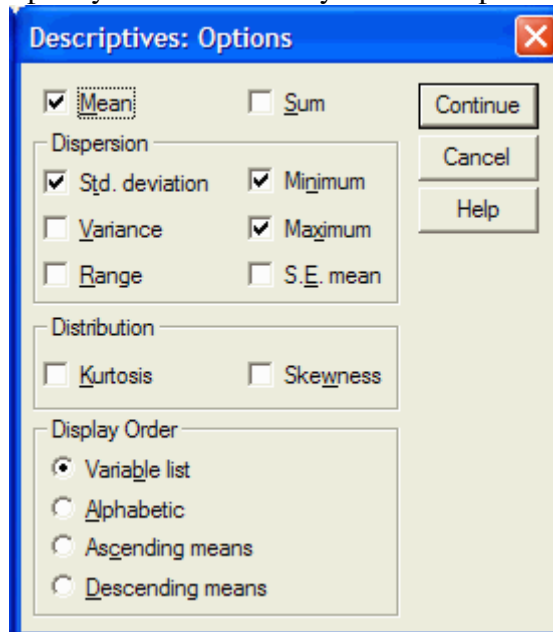 Descriptives: Options
Mean Sum Continue
Dispersion Cancel
Std. deviation Minimum
Help
Variance Maximum
Range S.E. mean
Distribution
Kurtosis Skewness
Display Order
Variable list
Alphabetic
Ascending means
Descending means